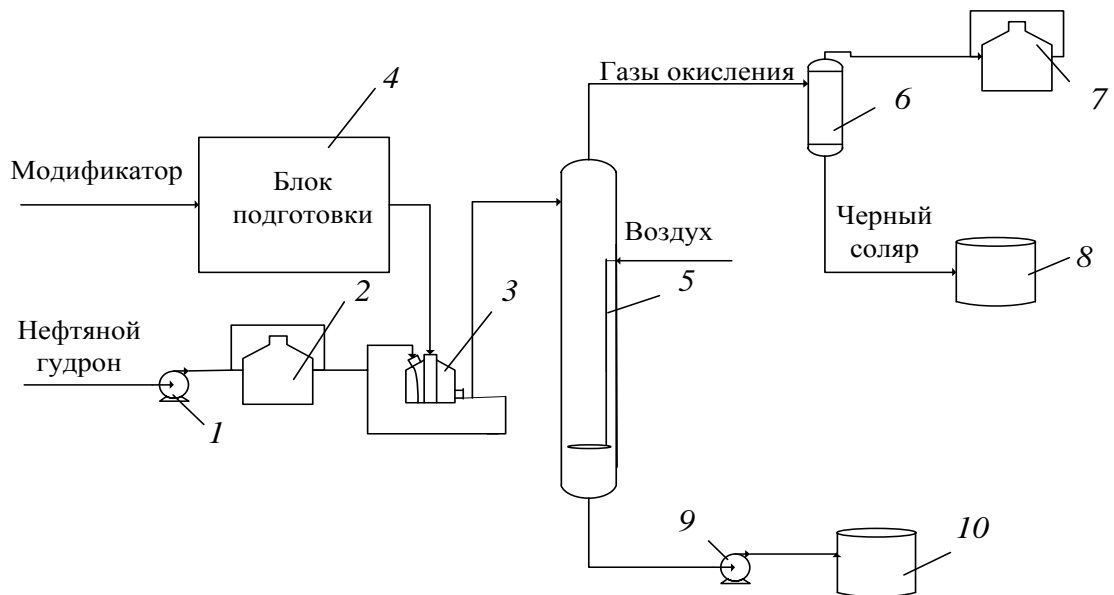 Газы окисления
7
6
4
Модификатор
Блок
подготовки
Воздух
Черный
соляр
8
5
3
2
Нефтяной
гудрон
1
9
10